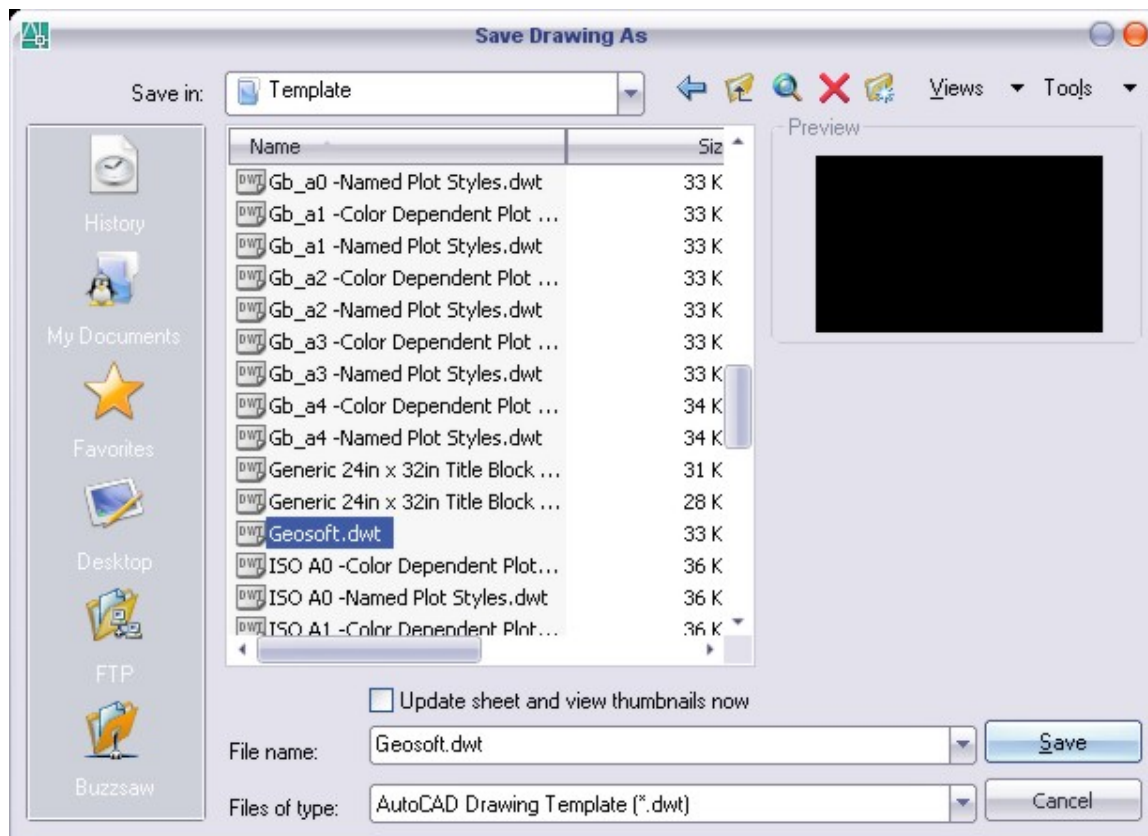 Save Drawing As
Save in:
Template
Views
Tools
History
My Documents
Favorites
Desktop
FTP
Buzzsaw
Name Siz
Gb_a0 -Named Plot Styles.dwt 33 K
Gb_a1 -Color Dependent Plot ... 33 K
Gb_a1 -Named Plot Styles.dwt 33 K
Gb_a2 -Color Dependent Plot ... 33 K
Gb_a2 -Named Plot Styles.dwt 33 K
Gb_a3 -Color Dependent Plot ... 33 K
Gb_a3 -Named Plot Styles.dwt 33 K
Gb_a4 -Color Dependent Plot ... 34 K
Gb_a4 -Named Plot Styles.dwt 34 K
Generic 24in x 32in Title Block ... 31 K
Generic 24in x 32in Title Block ... 28 K
Geosoft.dwt 33 K
ISO A0 -Color Dependent Plot... 36 K
ISO A0 -Named Plot Styles.dwt 36 K
ISO A1 -Color Dependent Plot... 36 K
Preview
Update sheet and view thumbnails now
File name:
Geosoft.dwt
Save
Files of type:
AutoCAD Drawing Template (*.dwt)
Cancel